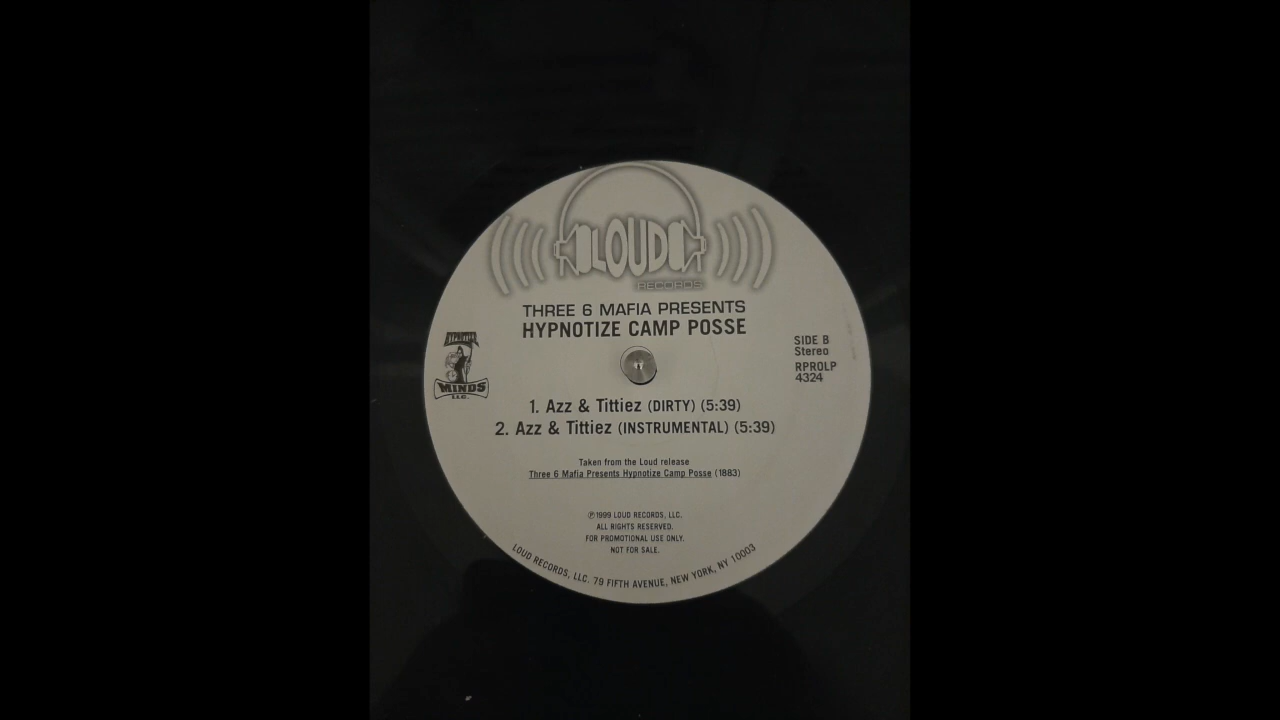 LOUD
RECORDS
THREE 6 MAFIA PRESENTS
HYPNOTIZE CAMP POSSE
SIDE B
Stereo
RPROLP
4324
HYPNOTIZE
MINDS
LLC.
1. Azz & Tittiez (DIRTY) (5:39)
2. Azz & Tittiez (INSTRUMENTAL) (5:39)
Taken from the Loud release
Three 6 Mafia Presents Hypnotize Camp Posse (1883)
℗1999 LOUD RECORDS, LLC.
ALL RIGHTS RESERVED.
FOR PROMOTIONAL USE ONLY.
NOT FOR SALE.
LOUD RECORDS, LLC. 79 FIFTH AVENUE, NEW YORK, NY 10003